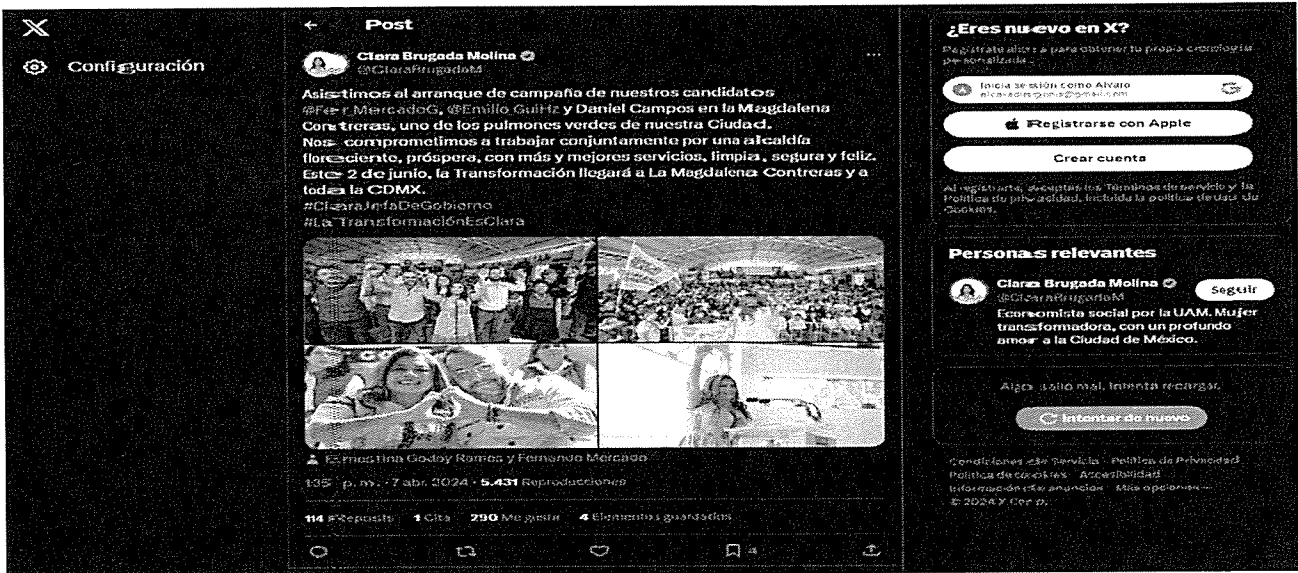 Configuración
Post
Clara Brugada Molina
@ClaraBrugadaM
Asistimos al arranque de campaña de nuestros candidatos
@Fer_MercadoG, @Emilio_GuiHz y Daniel Campos en la Magdalena
Contreras, uno de los pulmones verdes de nuestra Ciudad.
Nos comprometimos a trabajar conjuntamente por una alcaldía
floreciente, próspera, con más y mejores servicios, limpia, segura y feliz.
Este 2 de junio, la Transformación llegará a La Magdalena Contreras y a
toda la CDMX.
#ClaraJefaDeGobierno
#LaTransformaciónEsClara
Ernestina Godoy Ramos y Fernando Mercado
1:35 p. m. · 7 abr. 2024 · 5.431 Reproducciones
114 Reposts 1 Cita 290 Me gusta 4 Elementos guardados
4
¿Eres nuevo en X?
Regístrate ahora para obtener tu propia cronología
personalizada.
Inicia sesión como Alvaro
Registrarse con Apple
Crear cuenta
Al registrarte, aceptas los Términos de servicio y la
Política de privacidad, incluida la política de Uso de
Cookies.
Personas relevantes
Clara Brugada Molina
@ClaraBrugadaM
Seguir
Economista social por la UAM. Mujer
transformadora, con un profundo
amor a la Ciudad de México.
Algo salió mal. Intenta recargar.
Intentar de nuevo
Condiciones de Servicio Política de Privacidad
Política de cookies Accesibilidad
Información de anuncios Más opciones
© 2024 X Corp.